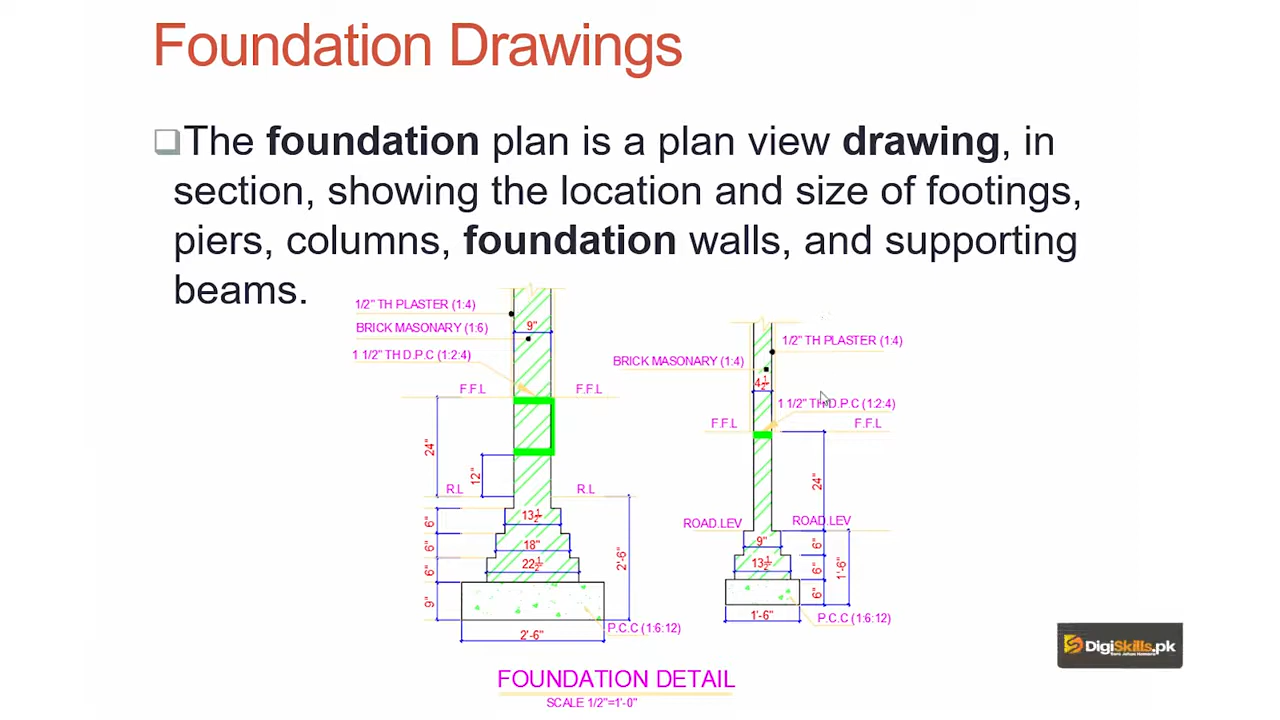 Foundation Drawings
The foundation plan is a plan view drawing, in
section, showing the location and size of footings,
piers, columns, foundation walls, and supporting
beams.
1/2" TH PLASTER (1:4)
BRICK MASONARY (1:6)
1 1/2" TH D.P.C (1:2:4)
9"
F.F.L
F.F.L
24"
12"
R.L
R.L
13 1/2
6"
18"
6"
22 1/2
6"
9"
2'-6"
P.C.C (1:6:12)
2'-6"
1/2" TH PLASTER (1:4)
BRICK MASONARY (1:4)
4 1/2"
1 1/2" TH D.P.C (1:2:4)
F.F.L
F.F.L
24"
ROAD.LEV
ROAD.LEV
9"
6"
13 1/2
6"
1'-6"
6"
1'-6"
P.C.C (1:6:12)
FOUNDATION DETAIL
SCALE 1/2"=1'-0"
DigiSkills.pk